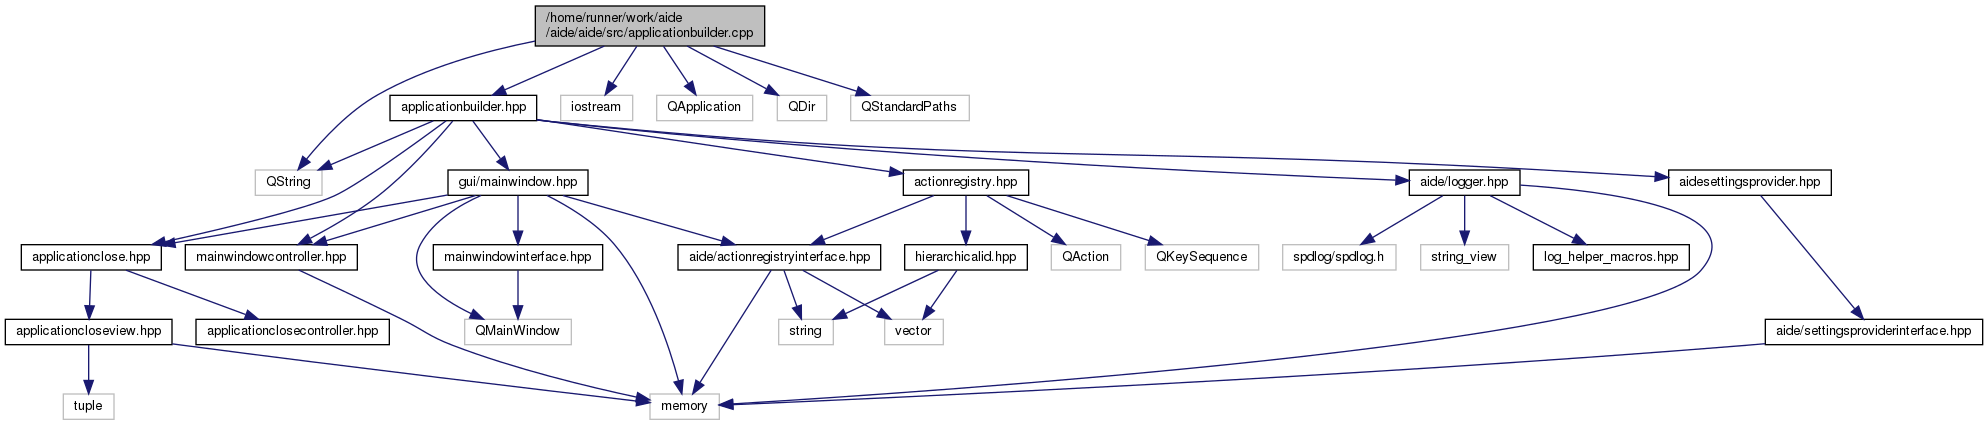 /home/runner/work/aide
/aide/aide/src/applicationbuilder.cpp
applicationbuilder.hpp
iostream
QApplication
QDir
QStandardPaths
QString
gui/mainwindow.hpp
actionregistry.hpp
aide/logger.hpp
aidesettingsprovider.hpp
applicationclose.hpp
mainwindowcontroller.hpp
mainwindowinterface.hpp
aide/actionregistryinterface.hpp
hierarchicalid.hpp
QAction
QKeySequence
spdlog/spdlog.h
string_view
log_helper_macros.hpp
applicationcloseview.hpp
applicationclosecontroller.hpp
QMainWindow
string
vector
aide/settingsproviderinterface.hpp
tuple
memory